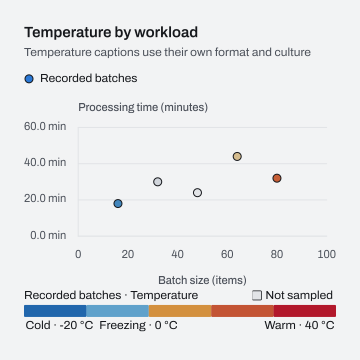 Temperature by workload
Temperature captions use their own format and culture
Recorded batches
Processing time (minutes)
60.0 min
40.0 min
20.0 min
0.0 min
0 20 40 60 80 100
Batch size (items)
Recorded batches · Temperature Not sampled
Cold · -20 °C Freezing · 0 °C Warm · 40 °C